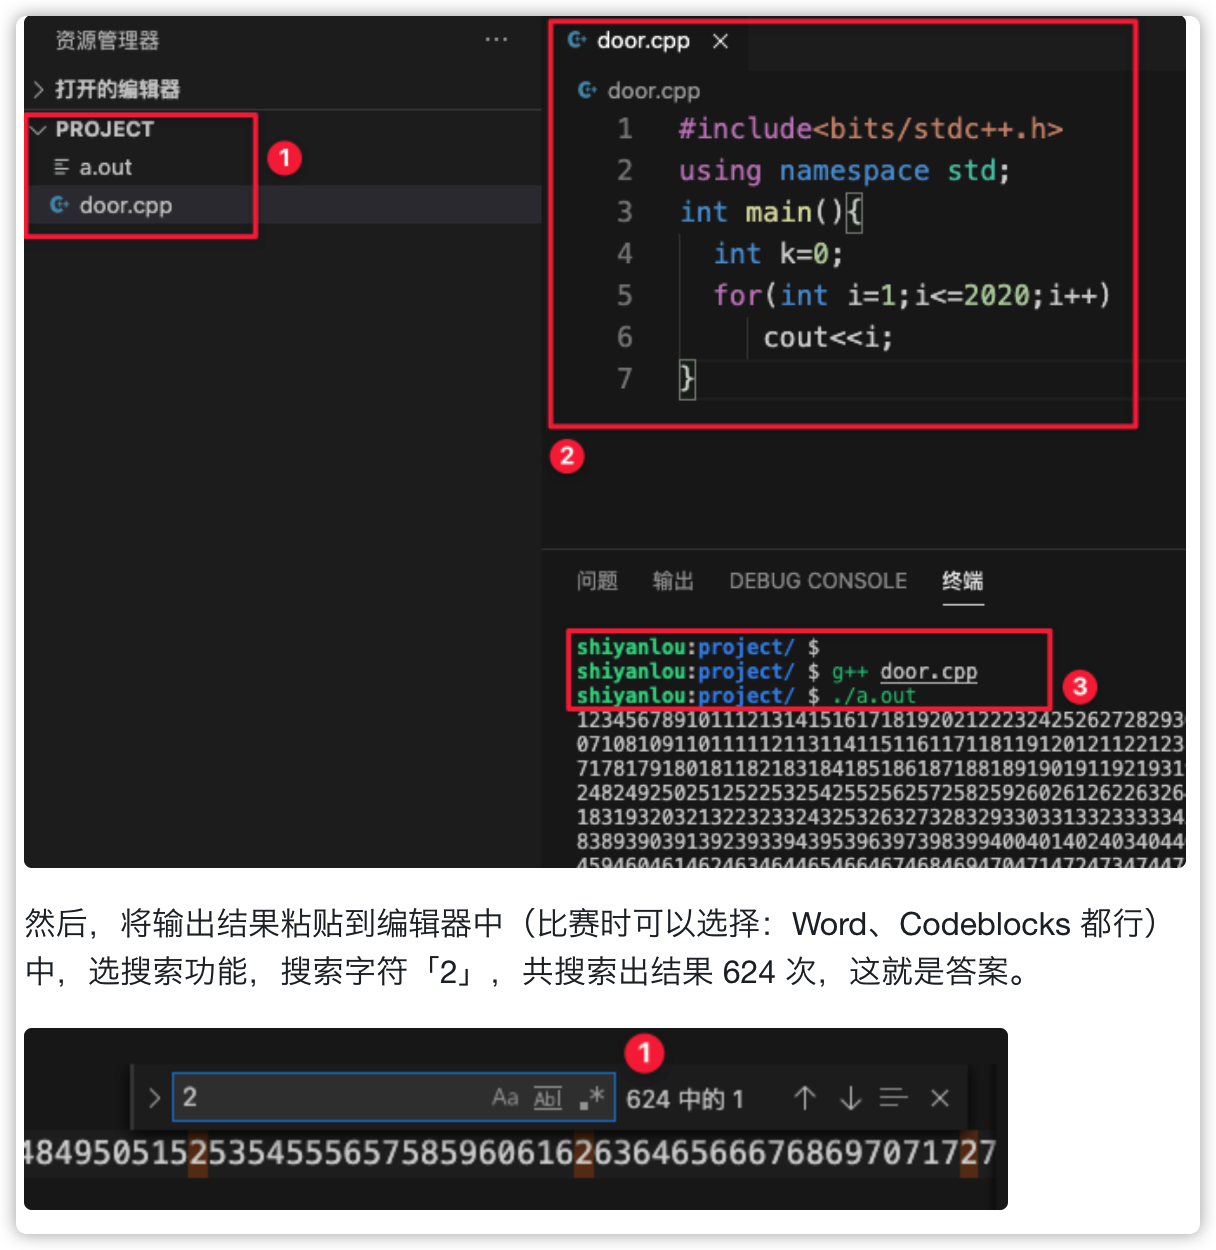 资源管理器
打开的编辑器
PROJECT
a.out
door.cpp
1
door.cpp
door.cpp
1 #include<bits/stdc++.h>
2 using namespace std;
3 int main(){
4 int k=0;
5 for(int i=1;i<=2020;i++)
6 cout<<i;
7 }
2
问题 输出 DEBUG CONSOLE 终端
shiyanlou:project/ $
shiyanlou:project/ $ g++ door.cpp
shiyanlou:project/ $ ./a.out
3
12345678910111213141516171819202122232425262728293
07108109110111112113114115116117118119120121122123
7178179180181182183184185186187188189190191192193
24824925025125225325425525625725825926026126226326
18319320321322323324325326327328329330331332333334
83893903913923933943953963973983994004014024034044
45946046146246346446546646746846947047147247347447
然后，将输出结果粘贴到编辑器中（比赛时可以选择：Word、Codeblocks 都行）
中，选搜索功能，搜索字符「2」，共搜索出结果 624 次，这就是答案。
1
2 Aa Abl .* 624 中的 1
484950515253545556575859606162636465666768697071727